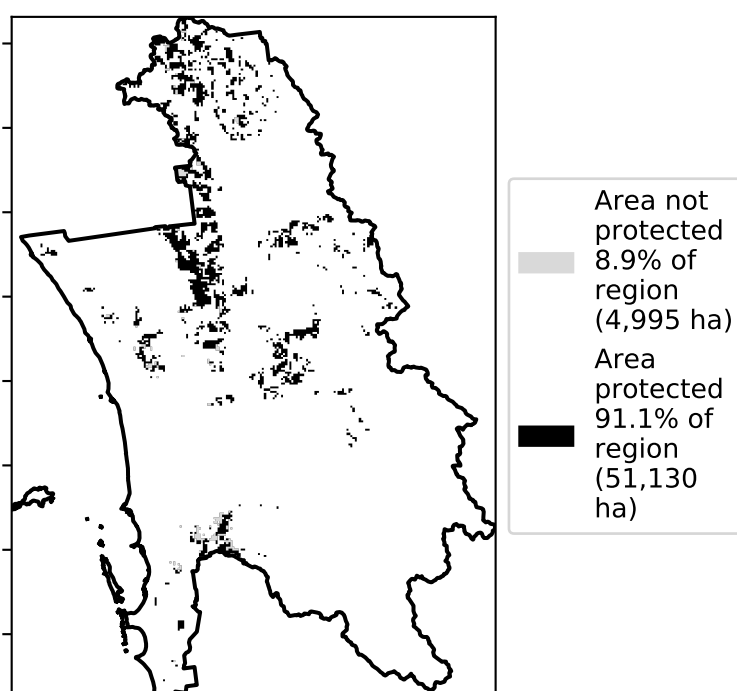 Area not
protected
8.9% of
region
(4,995 ha)
Area
protected
91.1% of
region
(51,130
ha)